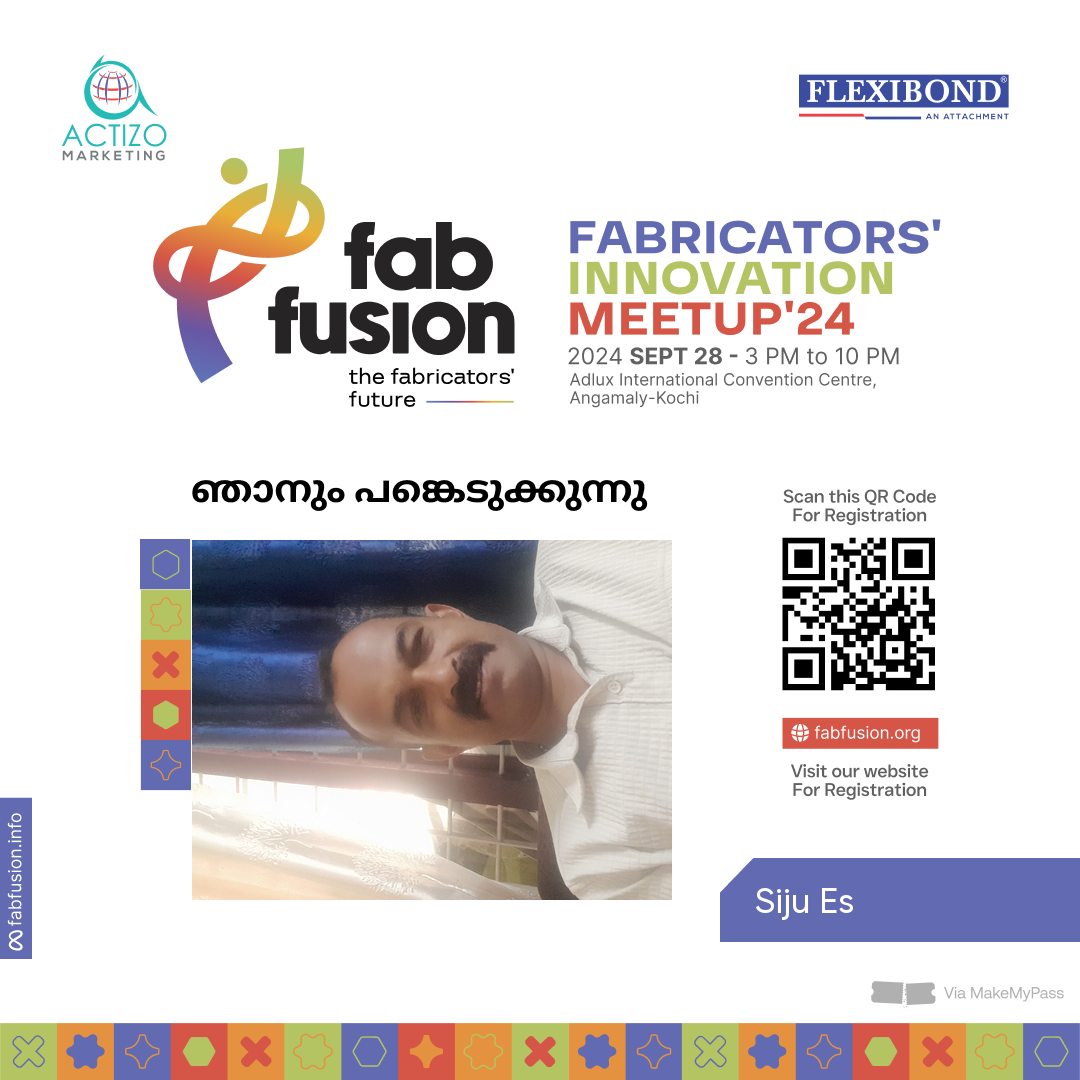 ACTIZO
MARKETING
FLEXIBOND®
AN ATTACHMENT
fab
fusion
the fabricators'
future
FABRICATORS'
INNOVATION
MEETUP'24
2024 SEPT 28 - 3 PM to 10 PM
Adlux International Convention Centre,
Angamaly-Kochi
ഞാനും പങ്കെടുക്കുന്നു
Scan this QR Code
For Registration
fabfusion.org
Visit our website
For Registration
fabfusion.info
Siju Es
Via MakeMyPass